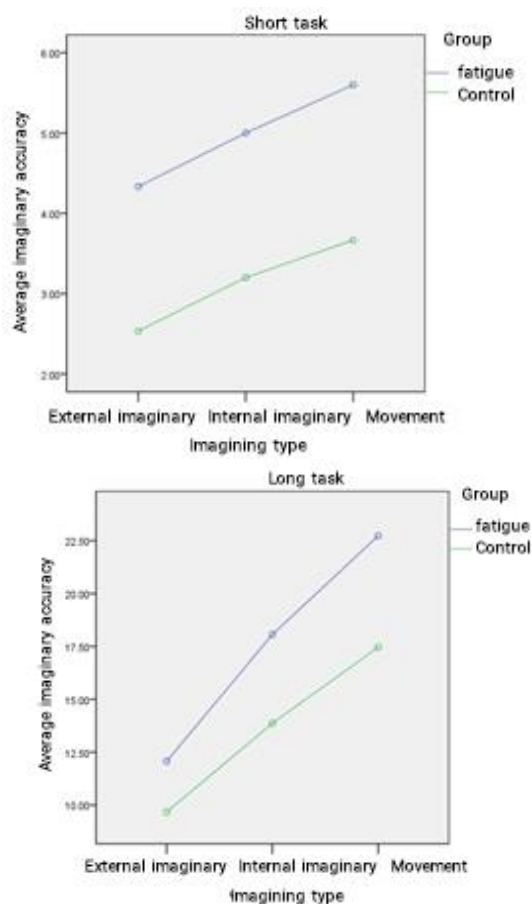 Short task
Group
fatigue
Control
Average imaginary accuracy
6.00
5.00
4.00
3.00
2.00
External imaginary Internal imaginary Movement
Imagining type
Long task
Group
fatigue
Control
Average imaginary accuracy
22.50
20.00
17.50
15.00
12.50
10.00
External imaginary Internal imaginary Movement
Imagining type